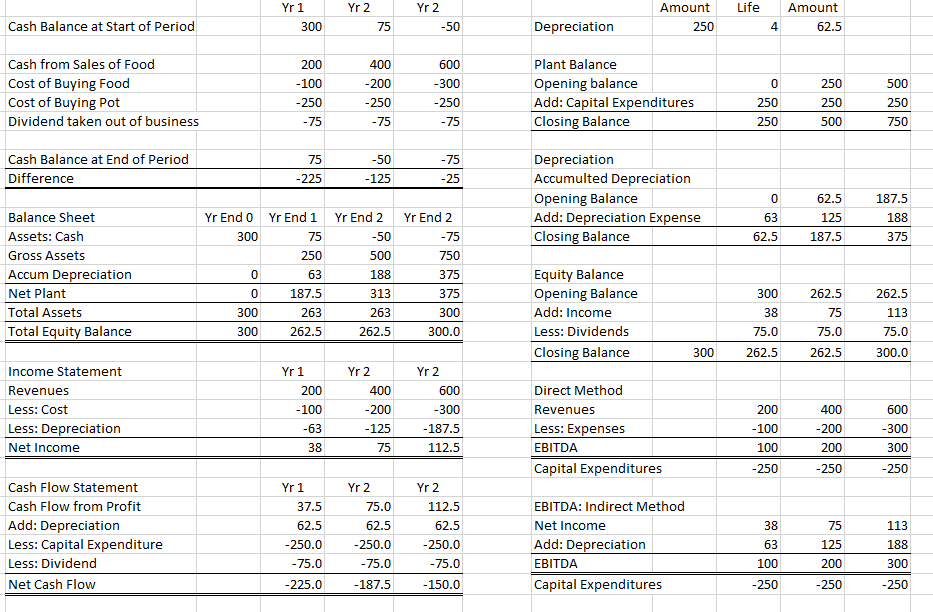 Yr 1 Yr 2 Yr 2
Cash Balance at Start of Period 300 75 -50
Cash from Sales of Food 200 400 600
Cost of Buying Food -100 -200 -300
Cost of Buying Pot -250 -250 -250
Dividend taken out of business -75 -75 -75
Cash Balance at End of Period 75 -50 -75
Difference -225 -125 -25
Balance Sheet Yr End 0 Yr End 1 Yr End 2 Yr End 2
Assets: Cash 300 75 -50 -75
Gross Assets 250 500 750
Accum Depreciation 0 63 188 375
Net Plant 0 187.5 313 375
Total Assets 300 263 263 300
Total Equity Balance 300 262.5 262.5 300.0
Income Statement Yr 1 Yr 2 Yr 2
Revenues 200 400 600
Less: Cost -100 -200 -300
Less: Depreciation -63 -125 -187.5
Net Income 38 75 112.5
Cash Flow Statement Yr 1 Yr 2 Yr 2
Cash Flow from Profit 37.5 75.0 112.5
Add: Depreciation 62.5 62.5 62.5
Less: Capital Expenditure -250.0 -250.0 -250.0
Less: Dividend -75.0 -75.0 -75.0
Net Cash Flow -225.0 -187.5 -150.0
Amount Life Amount
Depreciation 250 4 62.5
Plant Balance
Opening balance 0 250 500
Add: Capital Expenditures 250 250 250
Closing Balance 250 500 750
Depreciation
Accumulted Depreciation
Opening Balance 0 62.5 187.5
Add: Depreciation Expense 63 125 188
Closing Balance 62.5 187.5 375
Equity Balance
Opening Balance 300 262.5 262.5
Add: Income 38 75 113
Less: Dividends 75.0 75.0 75.0
Closing Balance 300 262.5 262.5 300.0
Direct Method
Revenues 200 400 600
Less: Expenses -100 -200 -300
EBITDA 100 200 300
Capital Expenditures -250 -250 -250
EBITDA: Indirect Method
Net Income 38 75 113
Add: Depreciation 63 125 188
EBITDA 100 200 300
Capital Expenditures -250 -250 -250